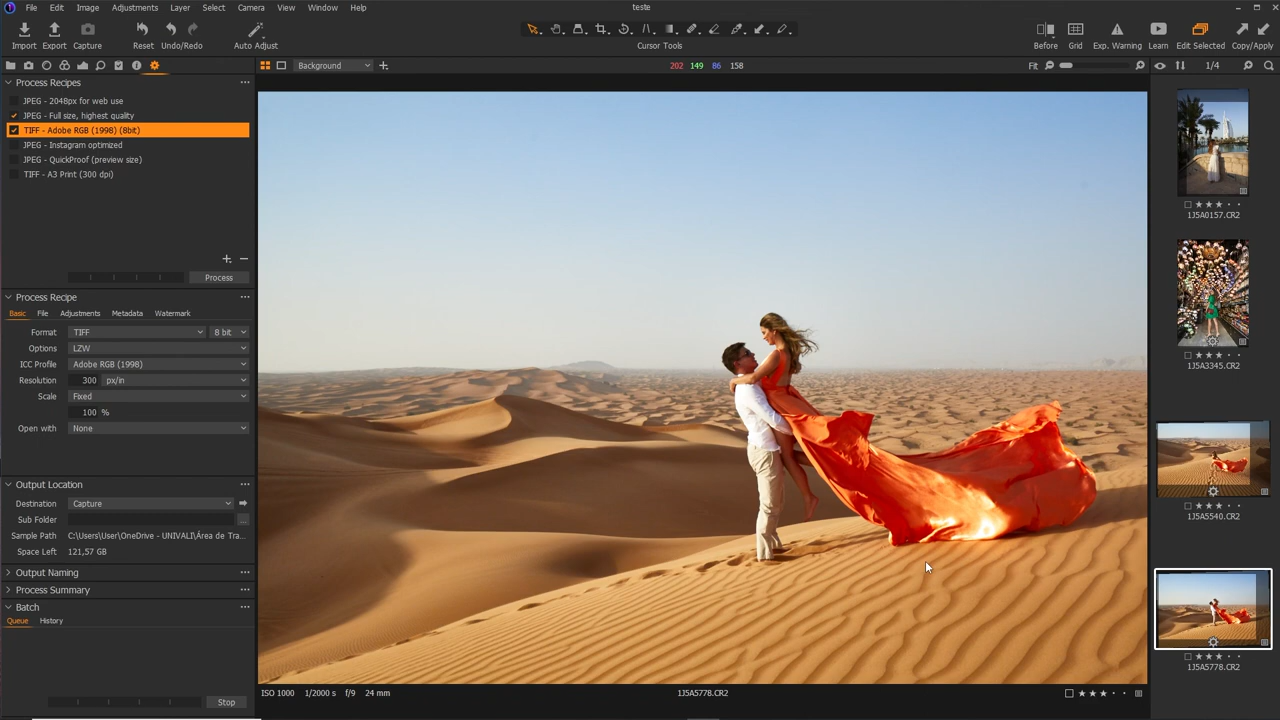 File Edit Image Adjustments Layer Select Camera View Window Help
teste
Import Export Capture Reset Undo/Redo Auto Adjust
Cursor Tools
Before Grid Exp. Warning Learn Edit Selected Copy/Apply
Background
202 149 86 158
Fit
1/4
Process Recipes
JPEG - 2048px for web use
JPEG - Full size, highest quality
TIFF - Adobe RGB (1998) (8bit)
JPEG - Instagram optimized
JPEG - QuickProof (preview size)
TIFF - A3 Print (300 dpi)
Process
Process Recipe
Basic File Adjustments Metadata Watermark
Format TIFF 8 bit
Options LZW
ICC Profile Adobe RGB (1998)
Resolution 300 px/in
Scale Fixed
100 %
Open with None
Output Location
Destination Capture
Sub Folder
...
Sample Path C:\Users\User\OneDrive - UNIVALI\Área de Tra...
Space Left 121,57 GB
Output Naming
Process Summary
Batch
Queue History
Stop
ISO 1000 1/2000 s f/9 24 mm
1J5A5778.CR2
1J5A0157.CR2
1J5A3345.CR2
1J5A5540.CR2
1J5A5778.CR2